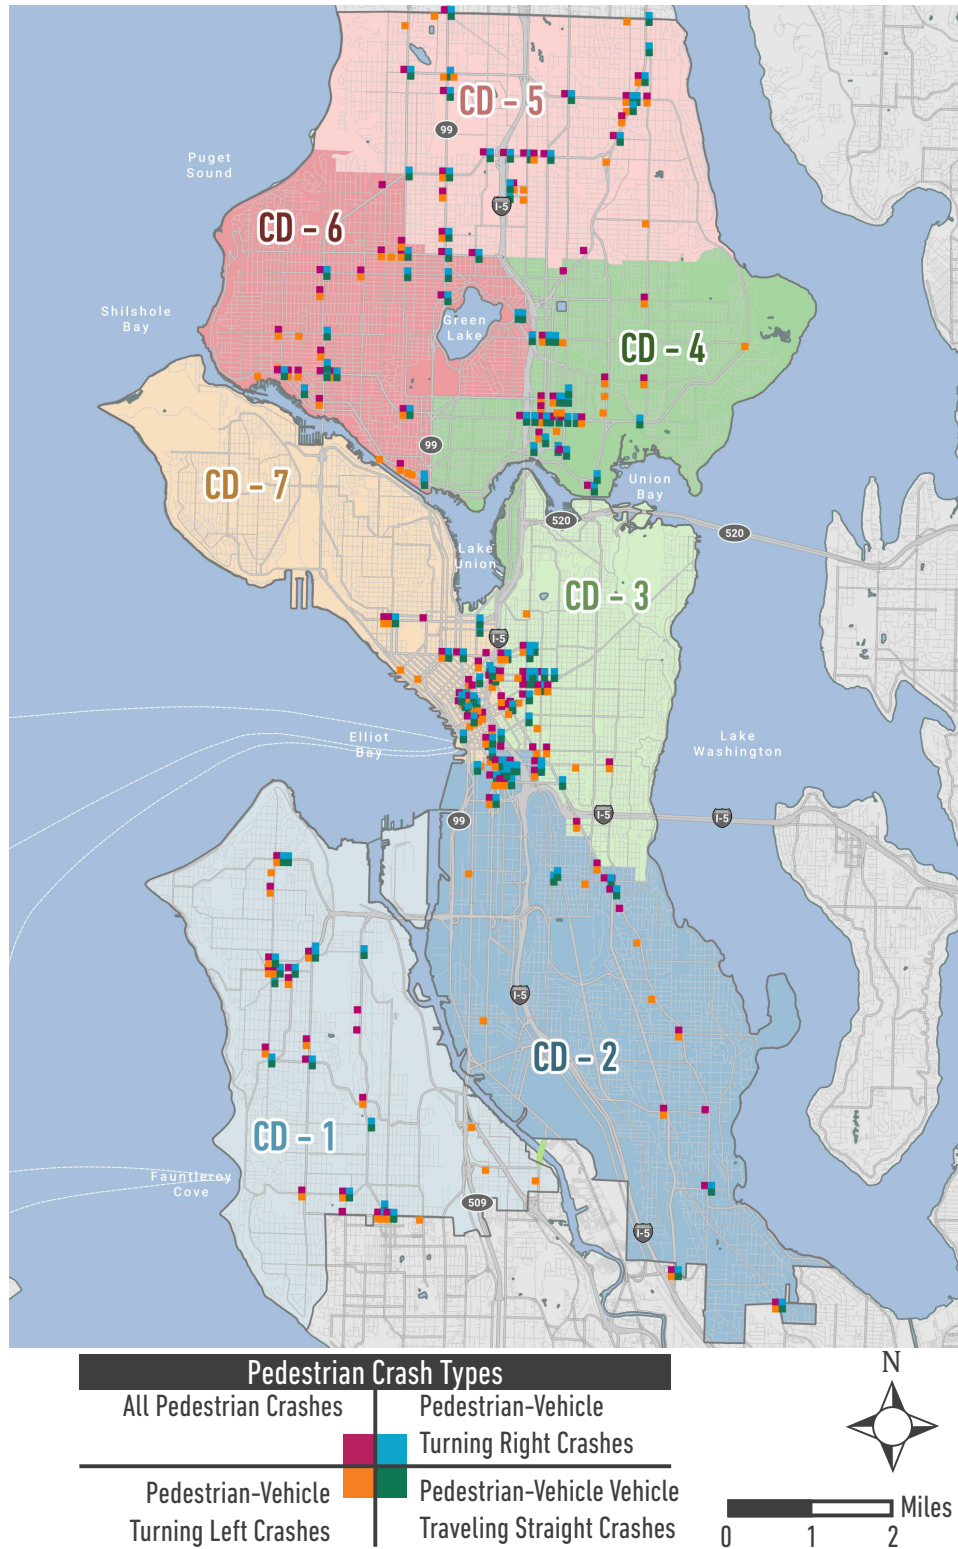 CD – 5
99
Puget
Sound
I-5
CD – 6
Shilshole
Bay
Green
Lake
CD – 4
99
CD – 7
Union
Bay
520
520
Lake
Union
CD – 3
I-5
Elliot
Bay
Lake
Washington
99
I-5
I-5
I-5
CD – 2
CD – 1
Fauntleroy
Cove
509
I-5
Pedestrian Crash Types
All Pedestrian Crashes
Pedestrian-Vehicle
Turning Right Crashes
Pedestrian-Vehicle
Turning Left Crashes
Pedestrian-Vehicle Vehicle
Traveling Straight Crashes
N
Miles
0 1 2